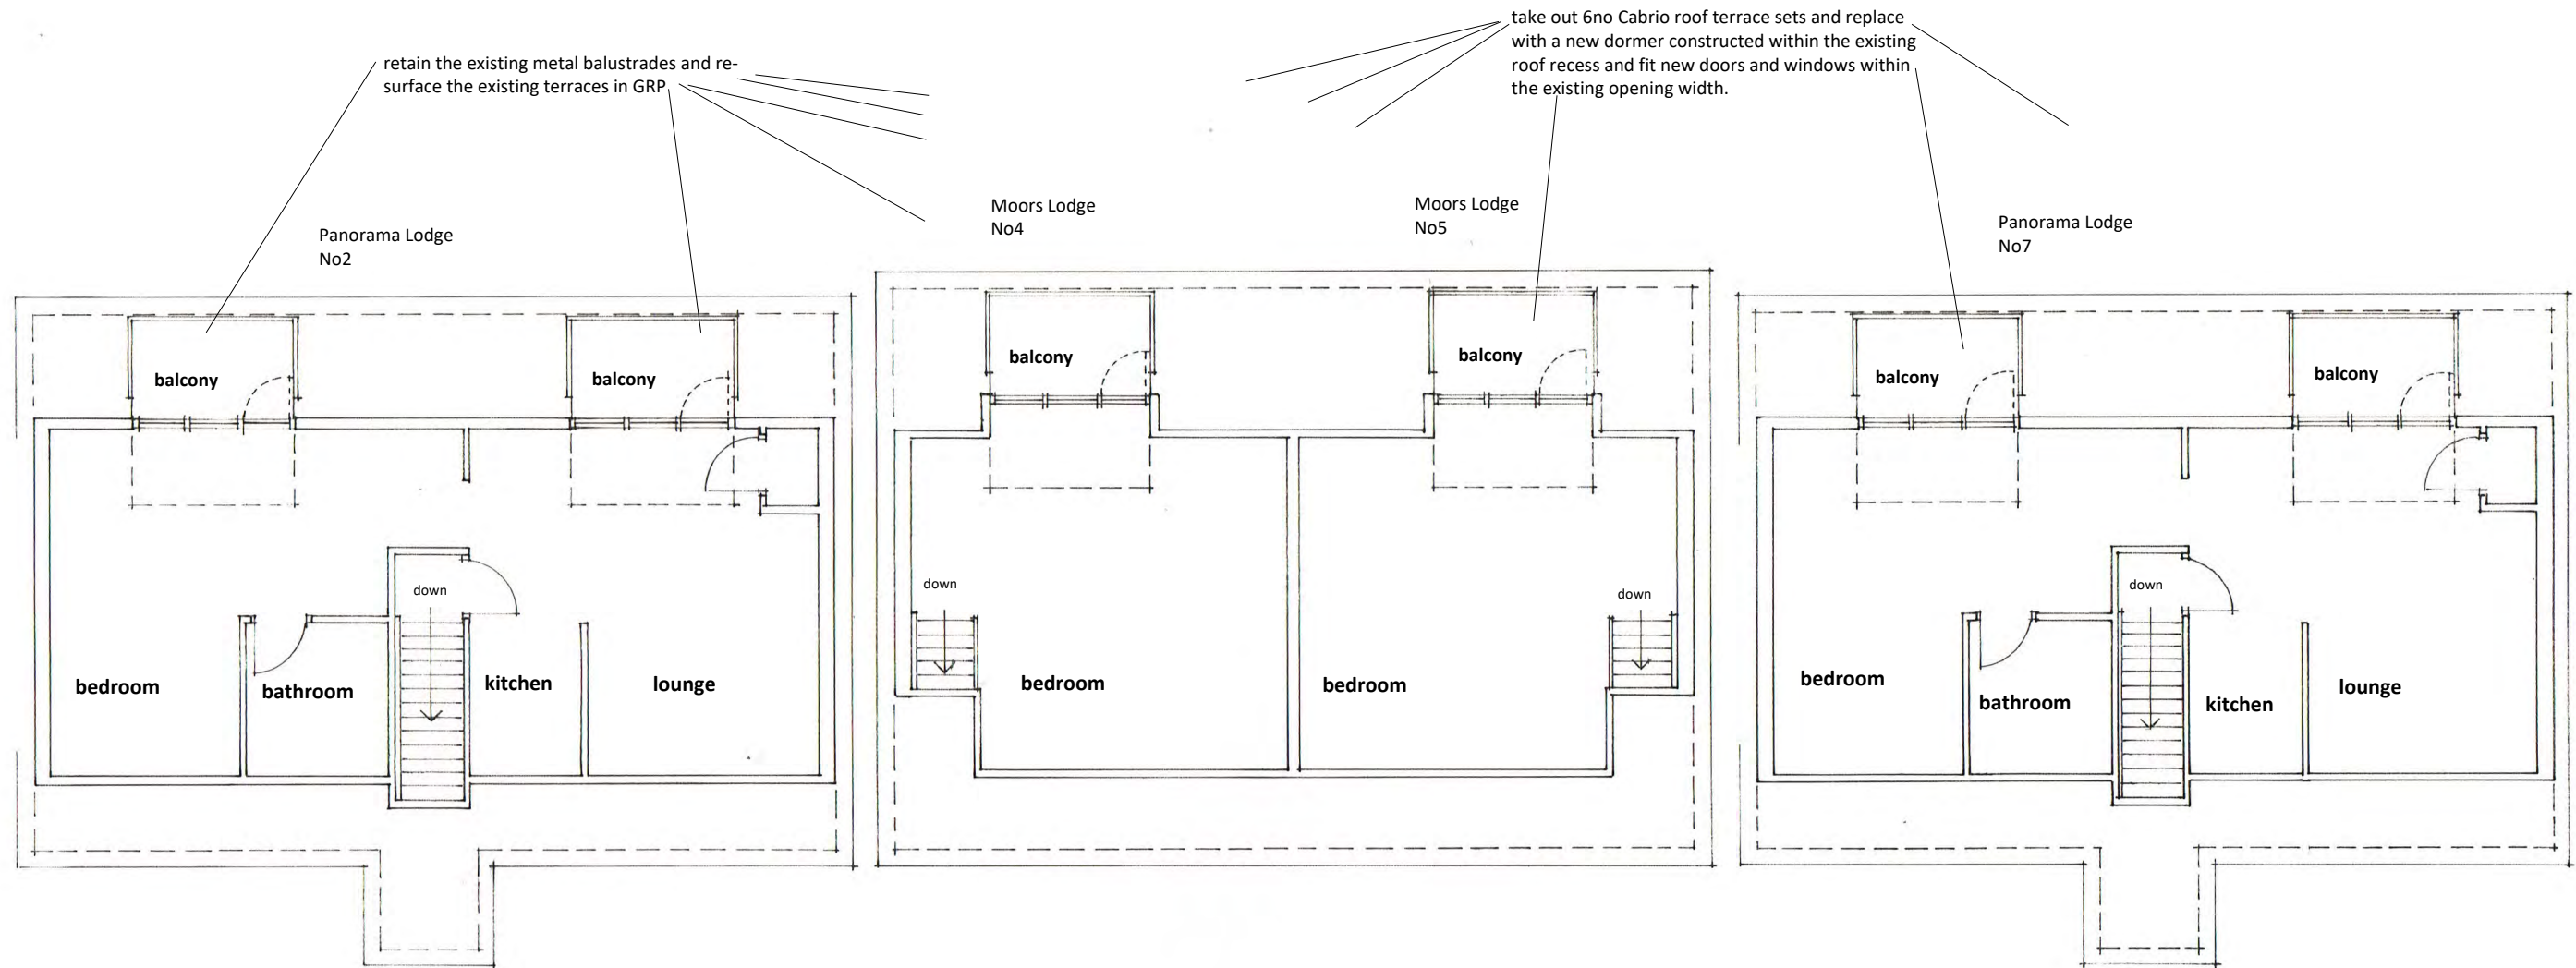 take out 6no Cabrio roof terrace sets and replace
with a new dormer constructed within the existing
roof recess and fit new doors and windows within
the existing opening width.
retain the existing metal balustrades and re-
surface the existing terraces in GRP
Panorama Lodge
No2
Moors Lodge
No4
Moors Lodge
No5
Panorama Lodge
No7
balcony
balcony
down
bedroom
bathroom
kitchen
lounge
balcony
balcony
down
down
bedroom
bedroom
balcony
balcony
down
bedroom
bathroom
kitchen
lounge